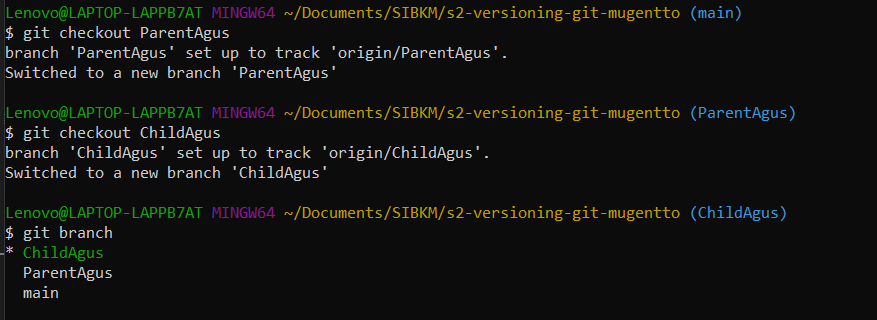 Lenovo@LAPTOP-LAPPB7AT MINGW64 ~/Documents/SIBKM/s2-versioning-git-mugentto (main)
$ git checkout ParentAgus
branch 'ParentAgus' set up to track 'origin/ParentAgus'.
Switched to a new branch 'ParentAgus'
Lenovo@LAPTOP-LAPPB7AT MINGW64 ~/Documents/SIBKM/s2-versioning-git-mugentto (ParentAgus)
$ git checkout ChildAgus
branch 'ChildAgus' set up to track 'origin/ChildAgus'.
Switched to a new branch 'ChildAgus'
Lenovo@LAPTOP-LAPPB7AT MINGW64 ~/Documents/SIBKM/s2-versioning-git-mugentto (ChildAgus)
$ git branch
* ChildAgus
  ParentAgus
  main